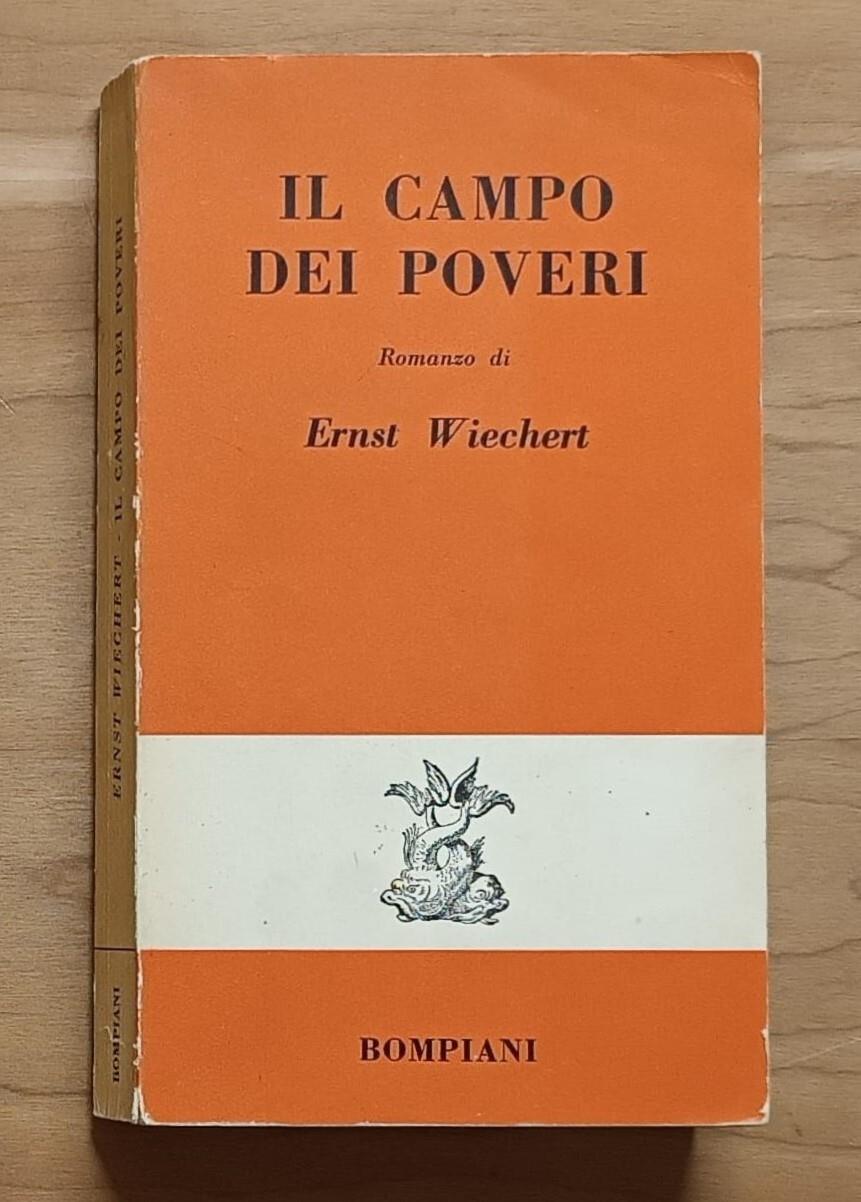 IL CAMPO
DEI POVERI
Romanzo di
Ernst Wiechert
BOMPIANI
ERNST WIECHERT - IL CAMPO DEI POVERI
BOMPIANI